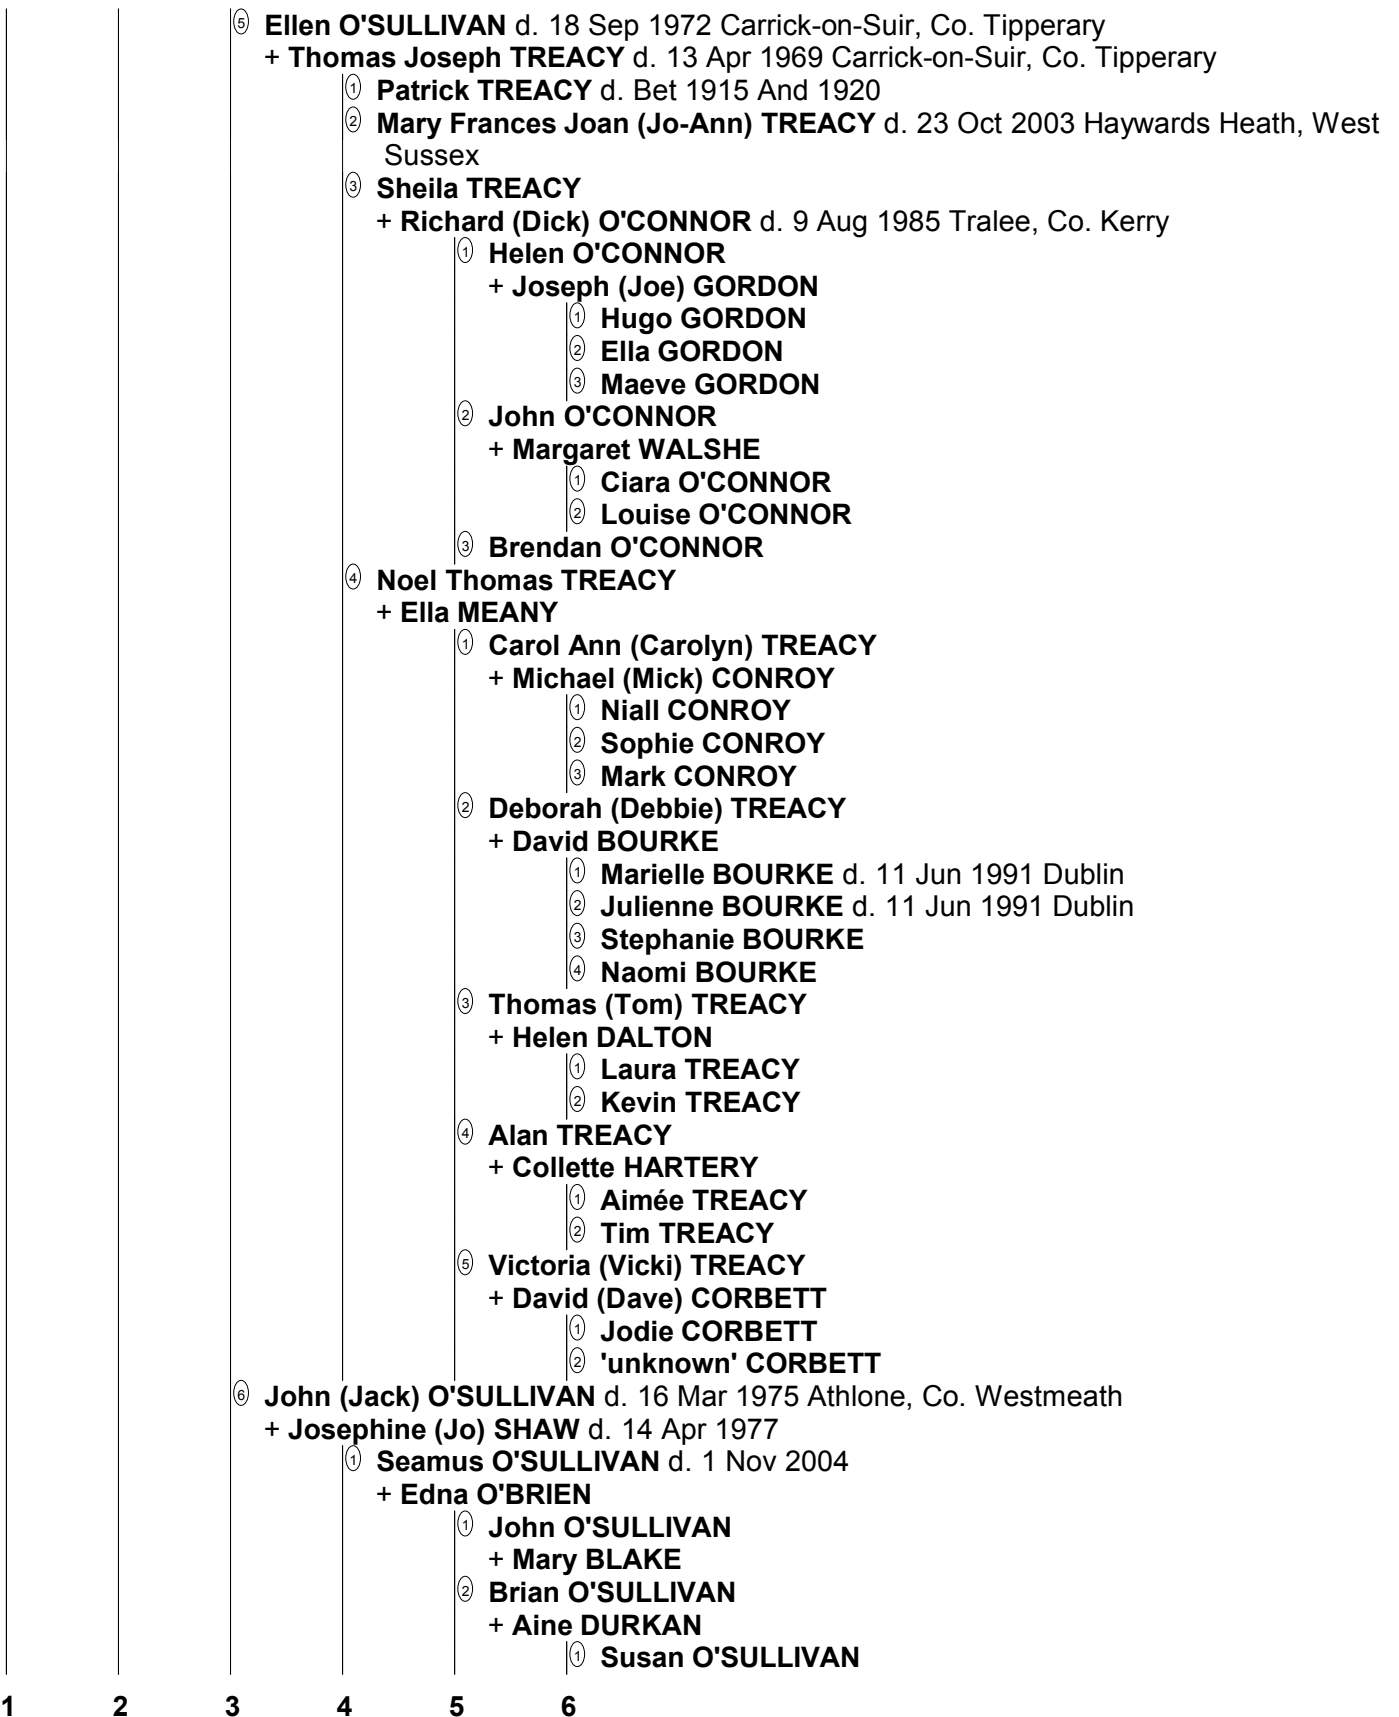 ⑤ Ellen O'SULLIVAN d. 18 Sep 1972 Carrick-on-Suir, Co. Tipperary
+ Thomas Joseph TREACY d. 13 Apr 1969 Carrick-on-Suir, Co. Tipperary
① Patrick TREACY d. Bet 1915 And 1920
② Mary Frances Joan (Jo-Ann) TREACY d. 23 Oct 2003 Haywards Heath, West
Sussex
③ Sheila TREACY
+ Richard (Dick) O'CONNOR d. 9 Aug 1985 Tralee, Co. Kerry
① Helen O'CONNOR
+ Joseph (Joe) GORDON
① Hugo GORDON
② Ella GORDON
③ Maeve GORDON
② John O'CONNOR
+ Margaret WALSHE
① Ciara O'CONNOR
② Louise O'CONNOR
③ Brendan O'CONNOR
④ Noel Thomas TREACY
+ Ella MEANY
① Carol Ann (Carolyn) TREACY
+ Michael (Mick) CONROY
① Niall CONROY
② Sophie CONROY
③ Mark CONROY
② Deborah (Debbie) TREACY
+ David BOURKE
① Marielle BOURKE d. 11 Jun 1991 Dublin
② Julienne BOURKE d. 11 Jun 1991 Dublin
③ Stephanie BOURKE
④ Naomi BOURKE
③ Thomas (Tom) TREACY
+ Helen DALTON
① Laura TREACY
② Kevin TREACY
④ Alan TREACY
+ Collette HARTERY
① Aimée TREACY
② Tim TREACY
⑤ Victoria (Vicki) TREACY
+ David (Dave) CORBETT
① Jodie CORBETT
② 'unknown' CORBETT
⑥ John (Jack) O'SULLIVAN d. 16 Mar 1975 Athlone, Co. Westmeath
+ Josephine (Jo) SHAW d. 14 Apr 1977
① Seamus O'SULLIVAN d. 1 Nov 2004
+ Edna O'BRIEN
① John O'SULLIVAN
+ Mary BLAKE
② Brian O'SULLIVAN
+ Aine DURKAN
① Susan O'SULLIVAN
1 2 3 4 5 6